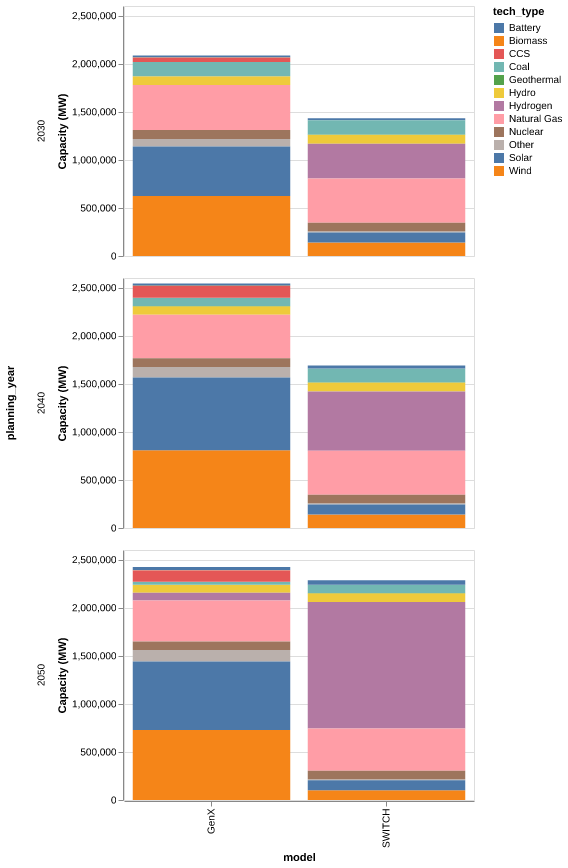 tech_type
Battery
Biomass
CCS
Coal
Geothermal
Hydro
Hydrogen
Natural Gas
Nuclear
Other
Solar
Wind
2,500,000
2,000,000
1,500,000
1,000,000
500,000
0
Capacity (MW)
2030
2,500,000
2,000,000
1,500,000
1,000,000
500,000
0
Capacity (MW)
2040
planning_year
2,500,000
2,000,000
1,500,000
1,000,000
500,000
0
Capacity (MW)
2050
GenX
SWITCH
model